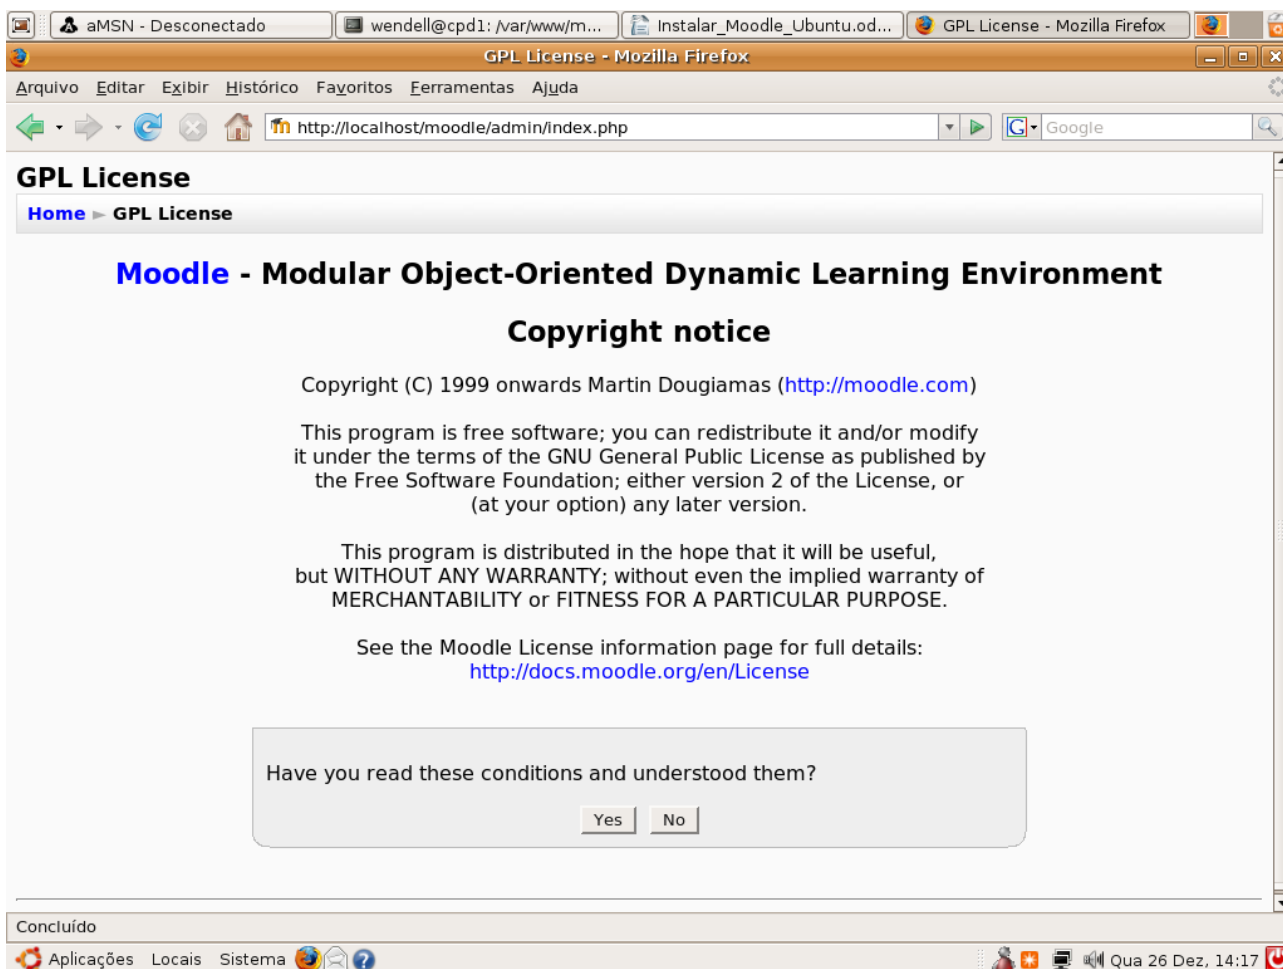 aMSN - Desconectado
wendell@cpd1: /var/www/m...
Instalar_Moodle_Ubuntu.od...
GPL License - Mozilla Firefox
GPL License - Mozilla Firefox
Arquivo Editar Exibir Histórico Favoritos Ferramentas Ajuda
http://localhost/moodle/admin/index.php
G
Google
GPL License
Home ► GPL License
Moodle - Modular Object-Oriented Dynamic Learning Environment
Copyright notice
Copyright (C) 1999 onwards Martin Dougiamas (http://moodle.com)
This program is free software; you can redistribute it and/or modify
it under the terms of the GNU General Public License as published by
the Free Software Foundation; either version 2 of the License, or
(at your option) any later version.
This program is distributed in the hope that it will be useful,
but WITHOUT ANY WARRANTY; without even the implied warranty of
MERCHANTABILITY or FITNESS FOR A PARTICULAR PURPOSE.
See the Moodle License information page for full details:
http://docs.moodle.org/en/License
Have you read these conditions and understood them?
Yes No
Concluído
Aplicações Locais Sistema
Qua 26 Dez, 14:17